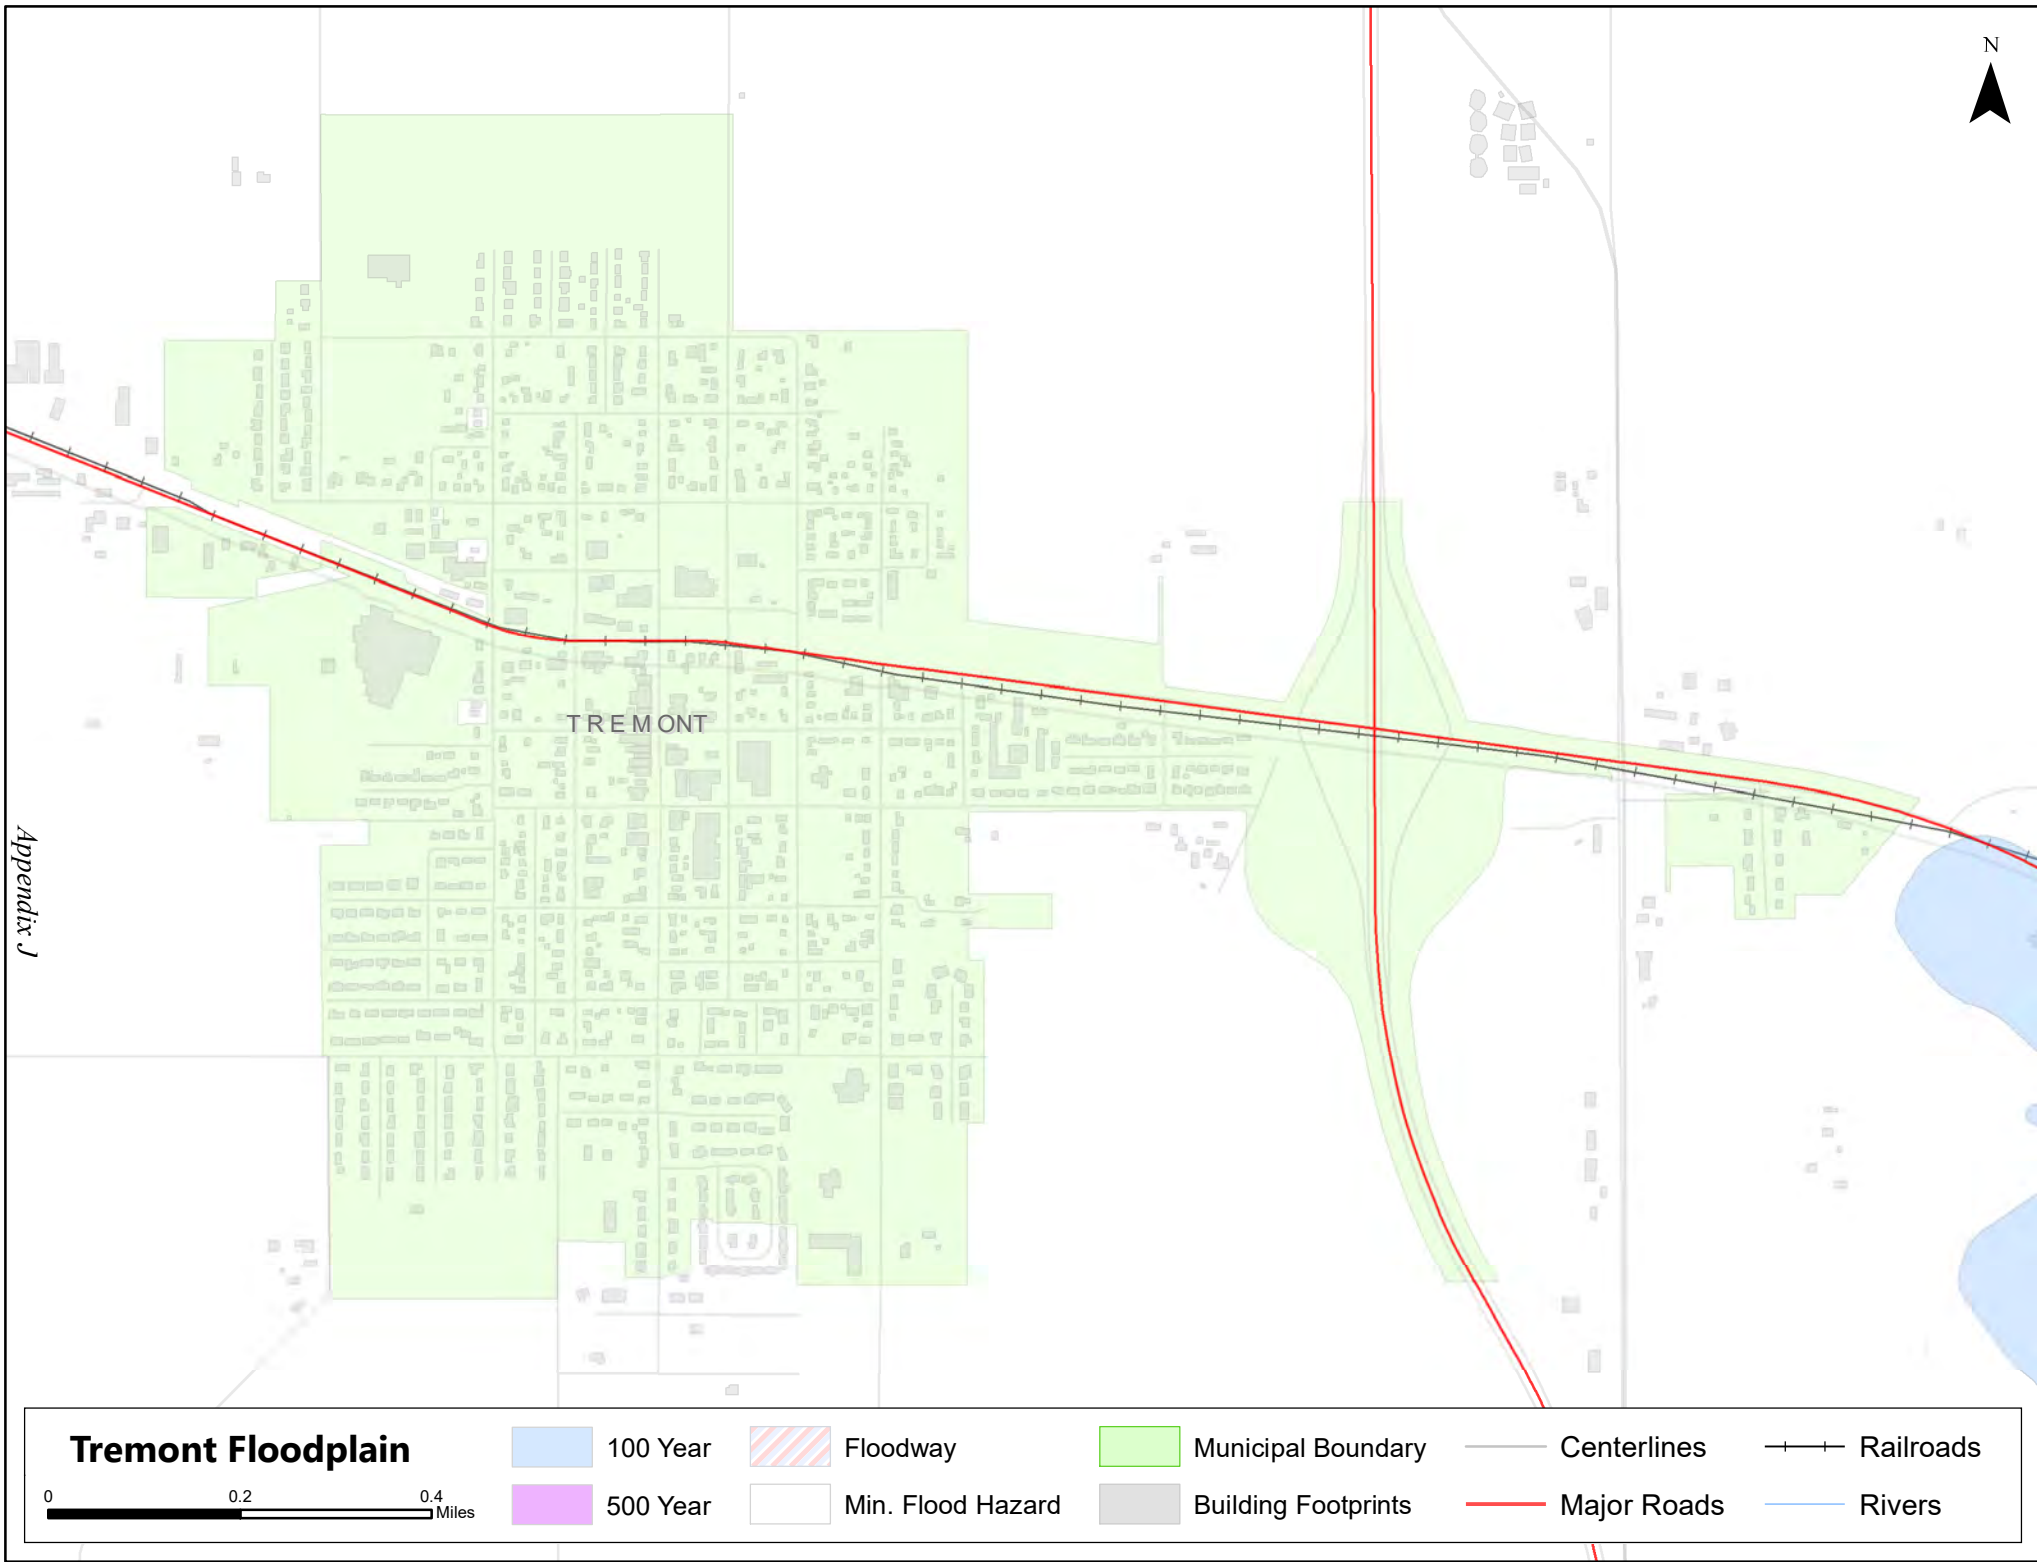 N
TREMONT
Appendix J
Tremont Floodplain
0 0.2 0.4
Miles
100 Year
500 Year
Floodway
Min. Flood Hazard
Municipal Boundary
Building Footprints
Centerlines
Major Roads
Railroads
Rivers